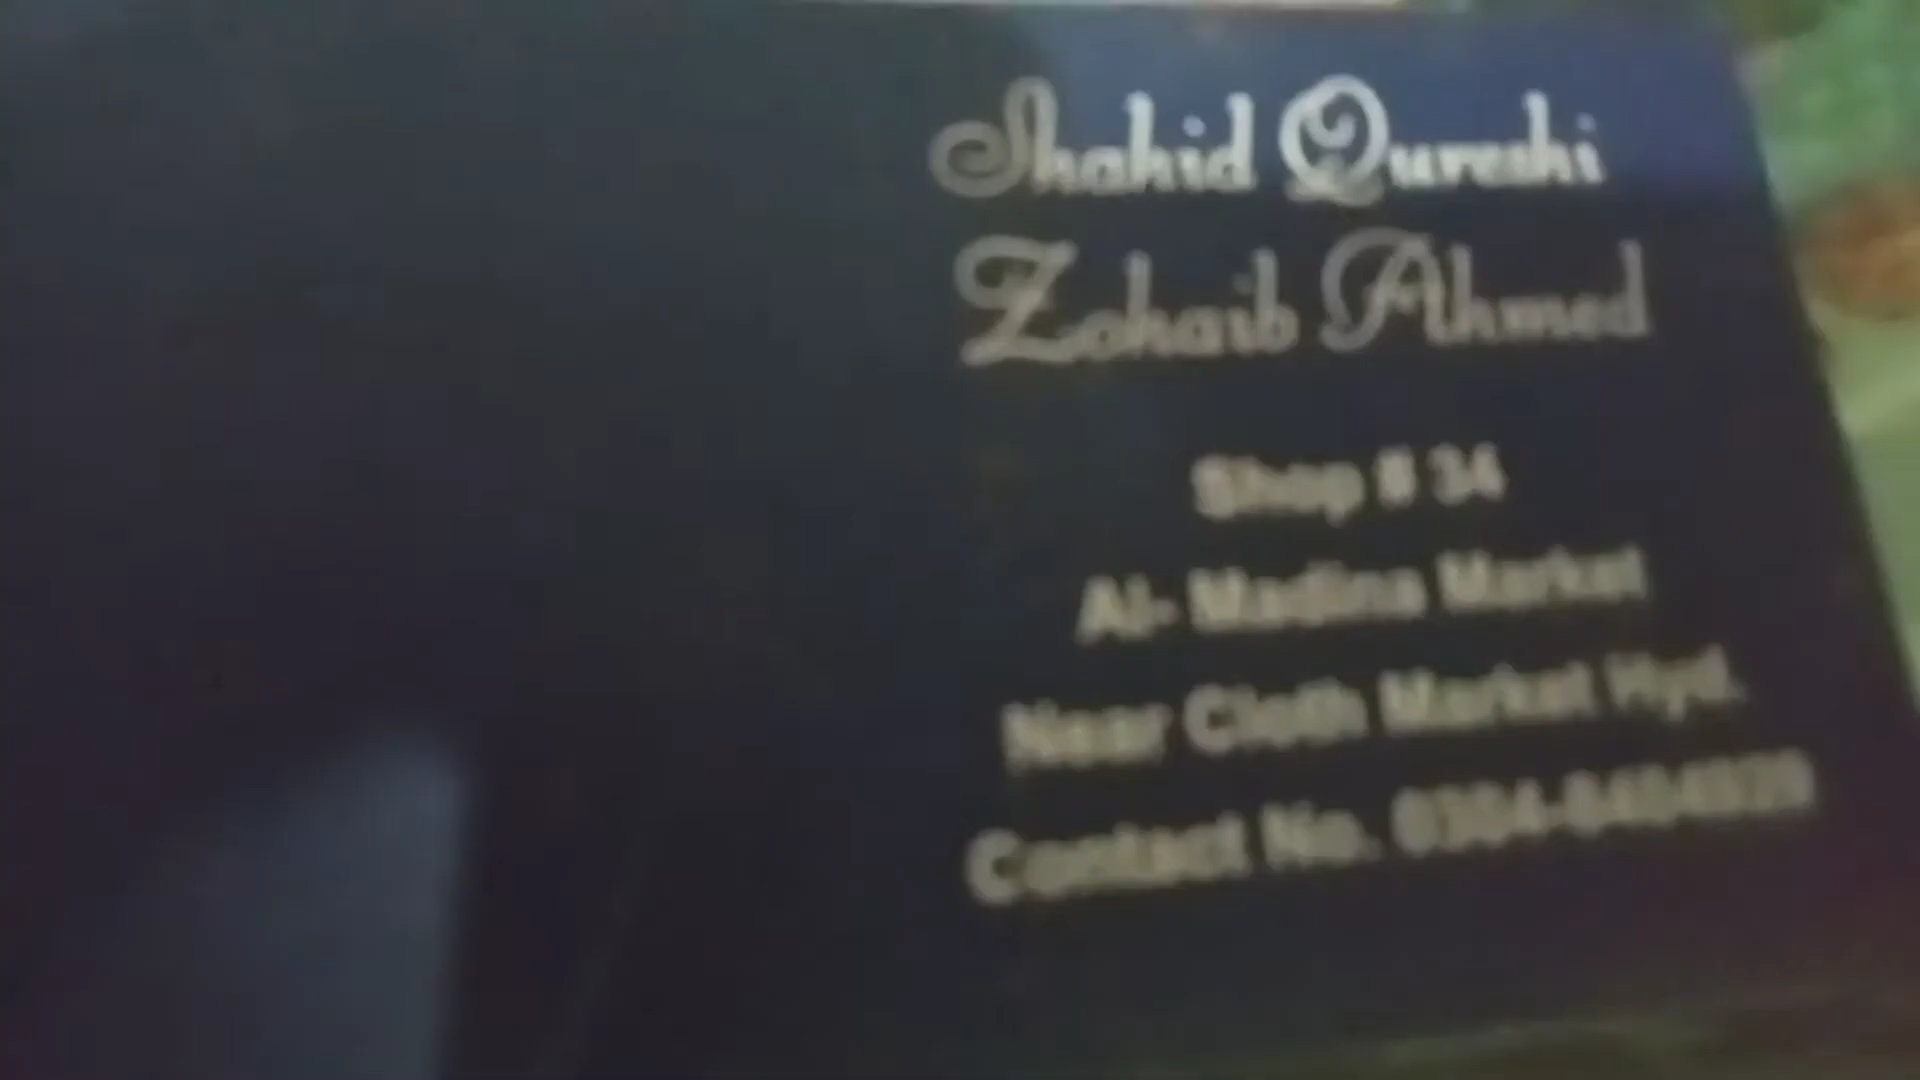 Shahid Qureshi
Zohaib Ahmed
Shop # 34
Al- Madina Market
Near Cloth Market Hyd.
Contact No.